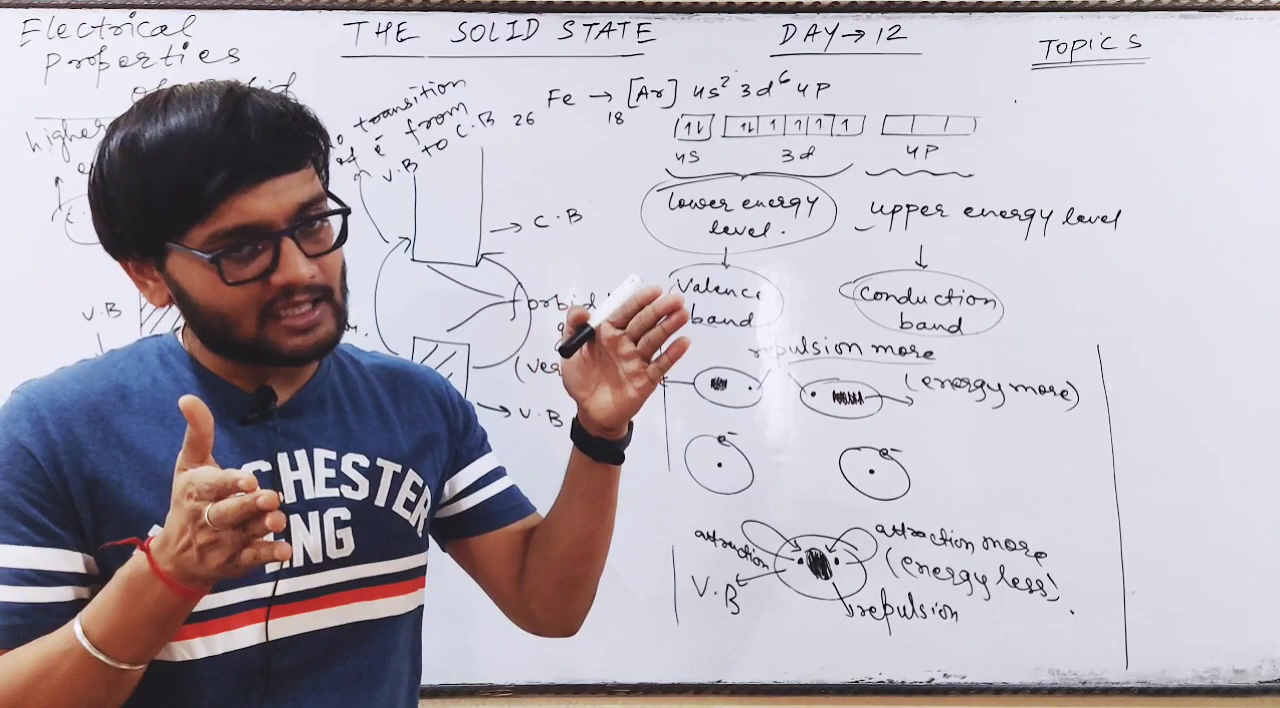 Electrical
Properties
THE SOLID STATE
DAY→12
TOPICS
transition
of e⁻ from
V.B TO C.B
26 Fe → 18 [Ar] 4s² 3d⁶ 4P
4s 3d 4P
lower energy
level.
upper energy level
→ C.B
V.B
Valence
band
Conduction
band
repulsion more
(energy more)
→ V.B
e⁻
e⁻
attraction
attraction more
(energy less).
V.B
repulsion
CHESTER
ENG